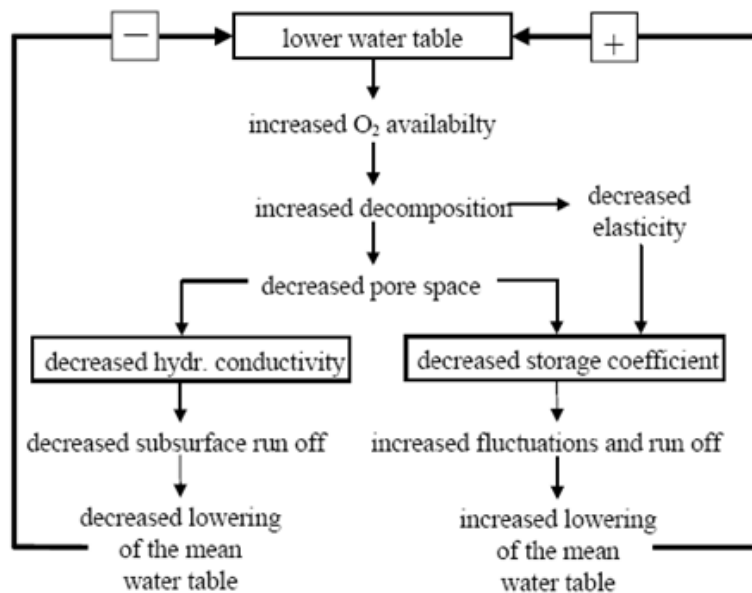 −
lower water table
+
increased O₂ availabilty
increased decomposition
decreased
elasticity
decreased pore space
decreased hydr. conductivity
decreased storage coefficient
decreased subsurface run off
increased fluctuations and run off
decreased lowering
of the mean
water table
increased lowering
of the mean
water table